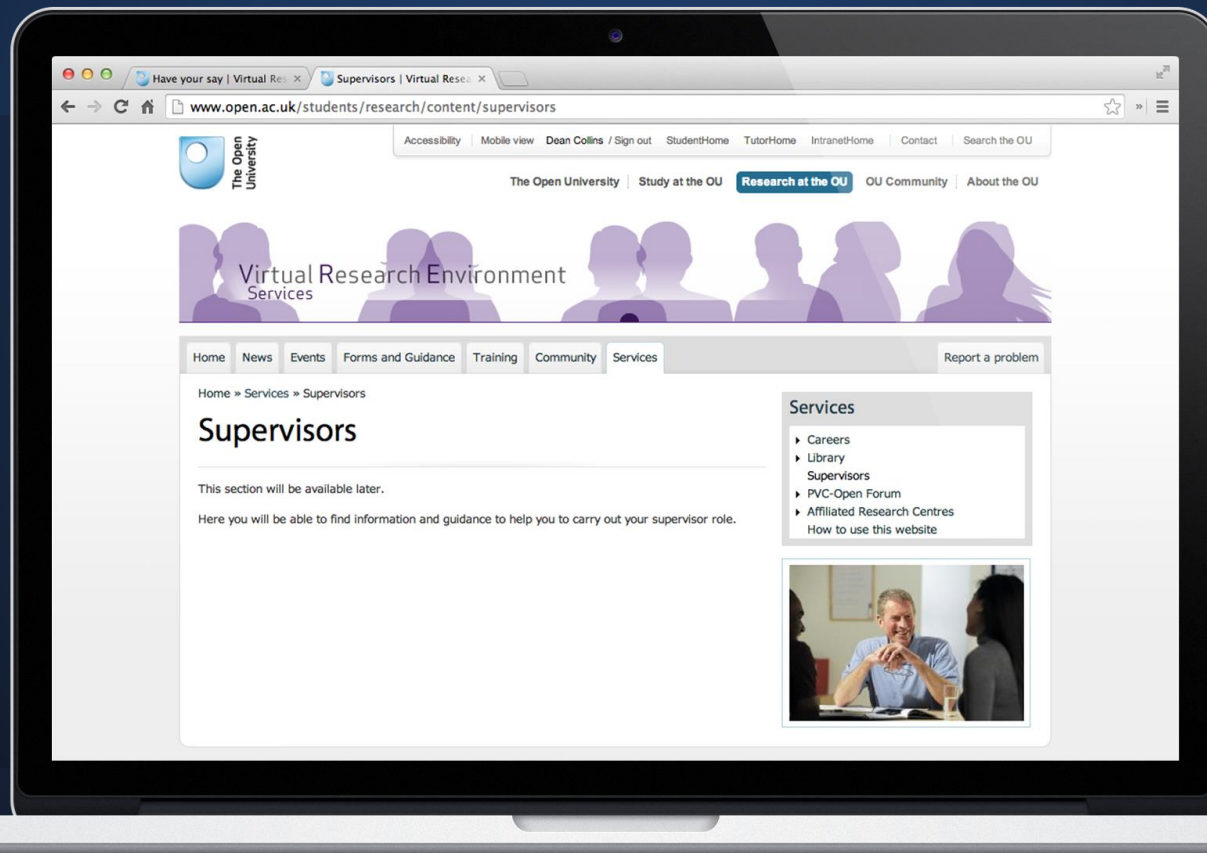 Have your say | Virtual Res
Supervisors | Virtual Resea
www.open.ac.uk/students/research/content/supervisors
The Open
University
Accessibility Mobile view Dean Collins / Sign out StudentHome TutorHome IntranetHome Contact Search the OU
The Open University Study at the OU Research at the OU OU Community About the OU
Virtual Research Environment
Services
Home News Events Forms and Guidance Training Community Services Report a problem
Home » Services » Supervisors
Supervisors
This section will be available later.
Here you will be able to find information and guidance to help you to carry out your supervisor role.
Services
Careers
Library
Supervisors
PVC-Open Forum
Affiliated Research Centres
How to use this website